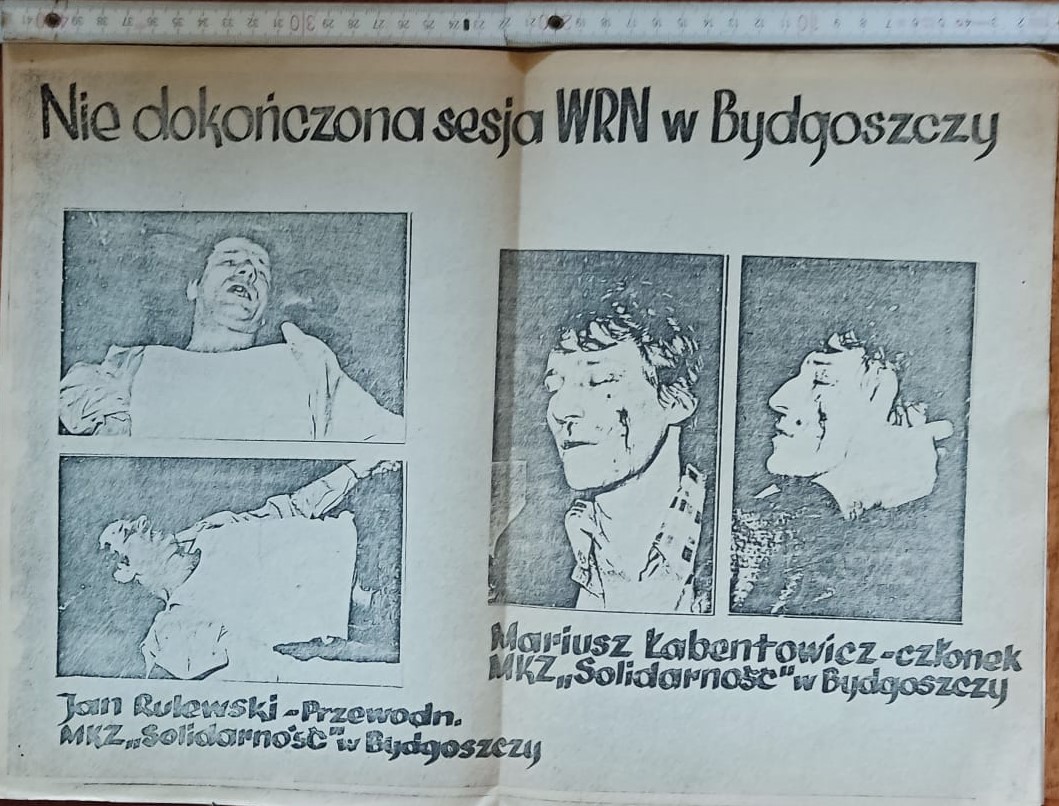 Nie dokończona sesja WRN w Bydgoszczy
Jan Rulewski - Przewodn.
MKZ „Solidarność" w Bydgoszczy
Mariusz Łabentowicz - członek
MKZ „Solidarność" w Bydgoszczy